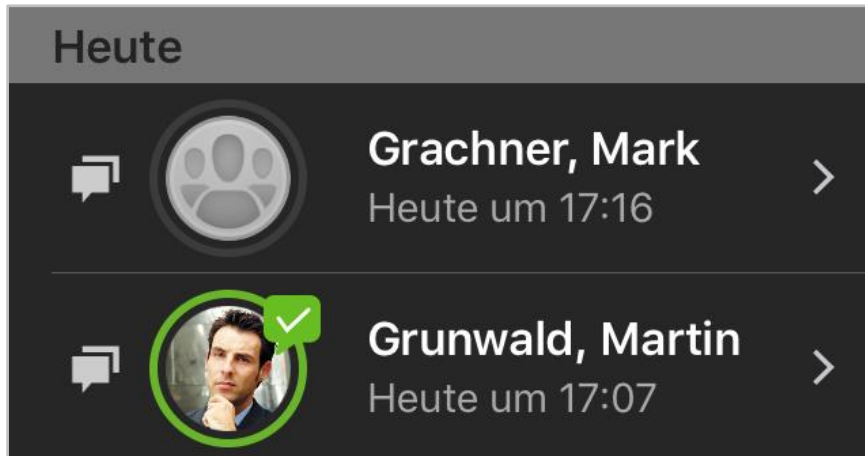 Heute
Grachner, Mark
Heute um 17:16
Grunwald, Martin
Heute um 17:07